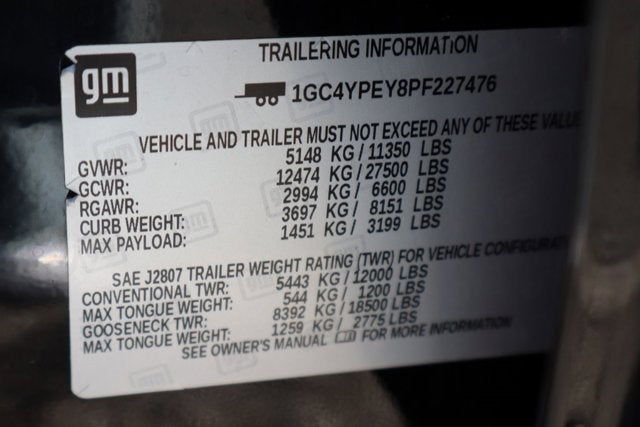 gm
TRAILERING INFORMATION
1GC4YPEY8PF227476
VEHICLE AND TRAILER MUST NOT EXCEED ANY OF THESE VALU
GVWR: 5148 KG/11350 LBS
GCWR: 12474 KG/27500 LBS
RGAWR: 2994 KG/ 6600 LBS
CURB WEIGHT: 3697 KG/ 8151 LBS
MAX PAYLOAD: 1451 KG/ 3199 LBS
SAE J2807 TRAILER WEIGHT RATING (TWR) FOR VEHICLE CONFIGURAT
CONVENTIONAL TWR: 5443 KG/12000 LBS
MAX TONGUE WEIGHT: 544 KG/ 1200 LBS
GOOSENECK TWR: 8392 KG/18500 LBS
MAX TONGUE WEIGHT: 1259 KG/ 2775 LBS
SEE OWNER'S MANUAL FOR MORE INFORMATION